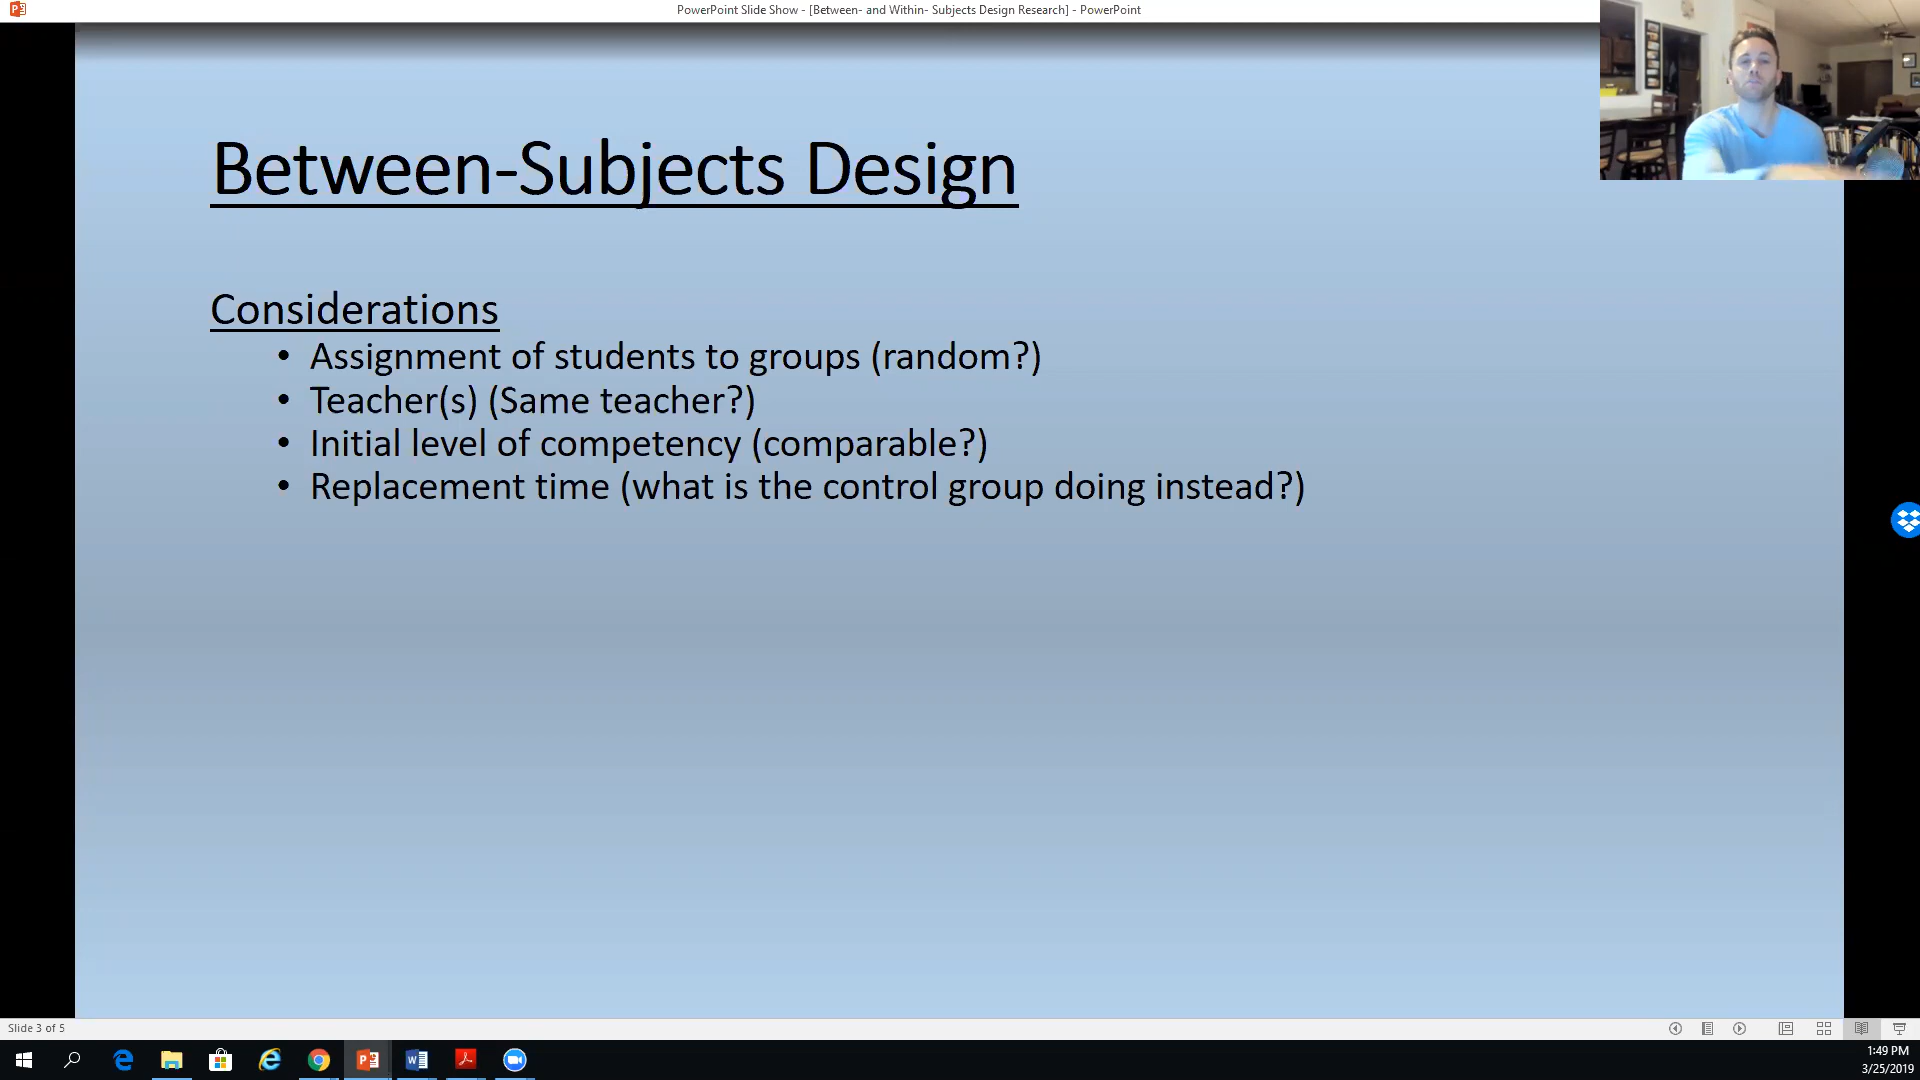 PowerPoint Slide Show - [Between- and Within- Subjects Design Research] - PowerPoint
Between-Subjects Design
Considerations
• Assignment of students to groups (random?)
• Teacher(s) (Same teacher?)
• Initial level of competency (comparable?)
• Replacement time (what is the control group doing instead?)
Slide 3 of 5
1:49 PM
3/25/2019